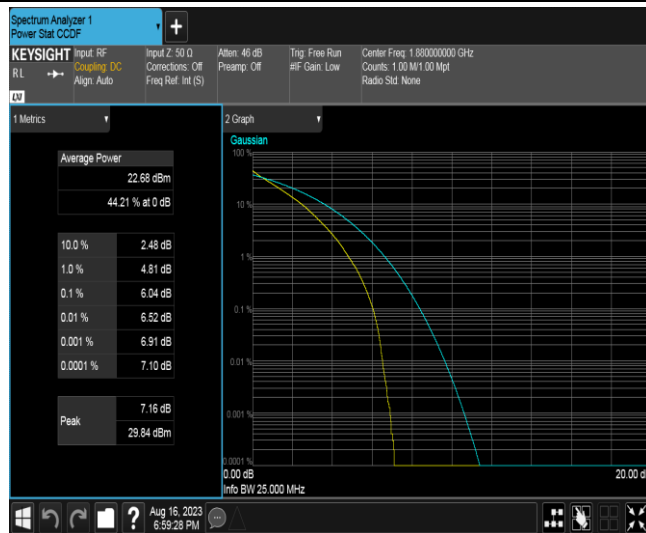 Spectrum Analyzer 1
Power Stat CCDF
+
KEYSIGHT
RL
LXI
Input: RF
Coupling: DC
Align: Auto
Input Z: 50 Ω
Corrections: Off
Freq Ref: Int (S)
Atten: 46 dB
Preamp: Off
Trig: Free Run
#IF Gain: Low
Center Freq: 1.880000000 GHz
Counts: 1.00 M/1.00 Mpt
Radio Std: None
1 Metrics
Average Power
22.68 dBm
44.21 % at 0 dB
10.0 % 2.48 dB
1.0 % 4.81 dB
0.1 % 6.04 dB
0.01 % 6.52 dB
0.001 % 6.91 dB
0.0001 % 7.10 dB
Peak
7.16 dB
29.84 dBm
2 Graph
Gaussian
100 %
10 %
1 %
0.1 %
0.01 %
0.001 %
0.0001 %
0.00 dB
20.00 d
Info BW 25.000 MHz
?
Aug 16, 2023
6:59:28 PM